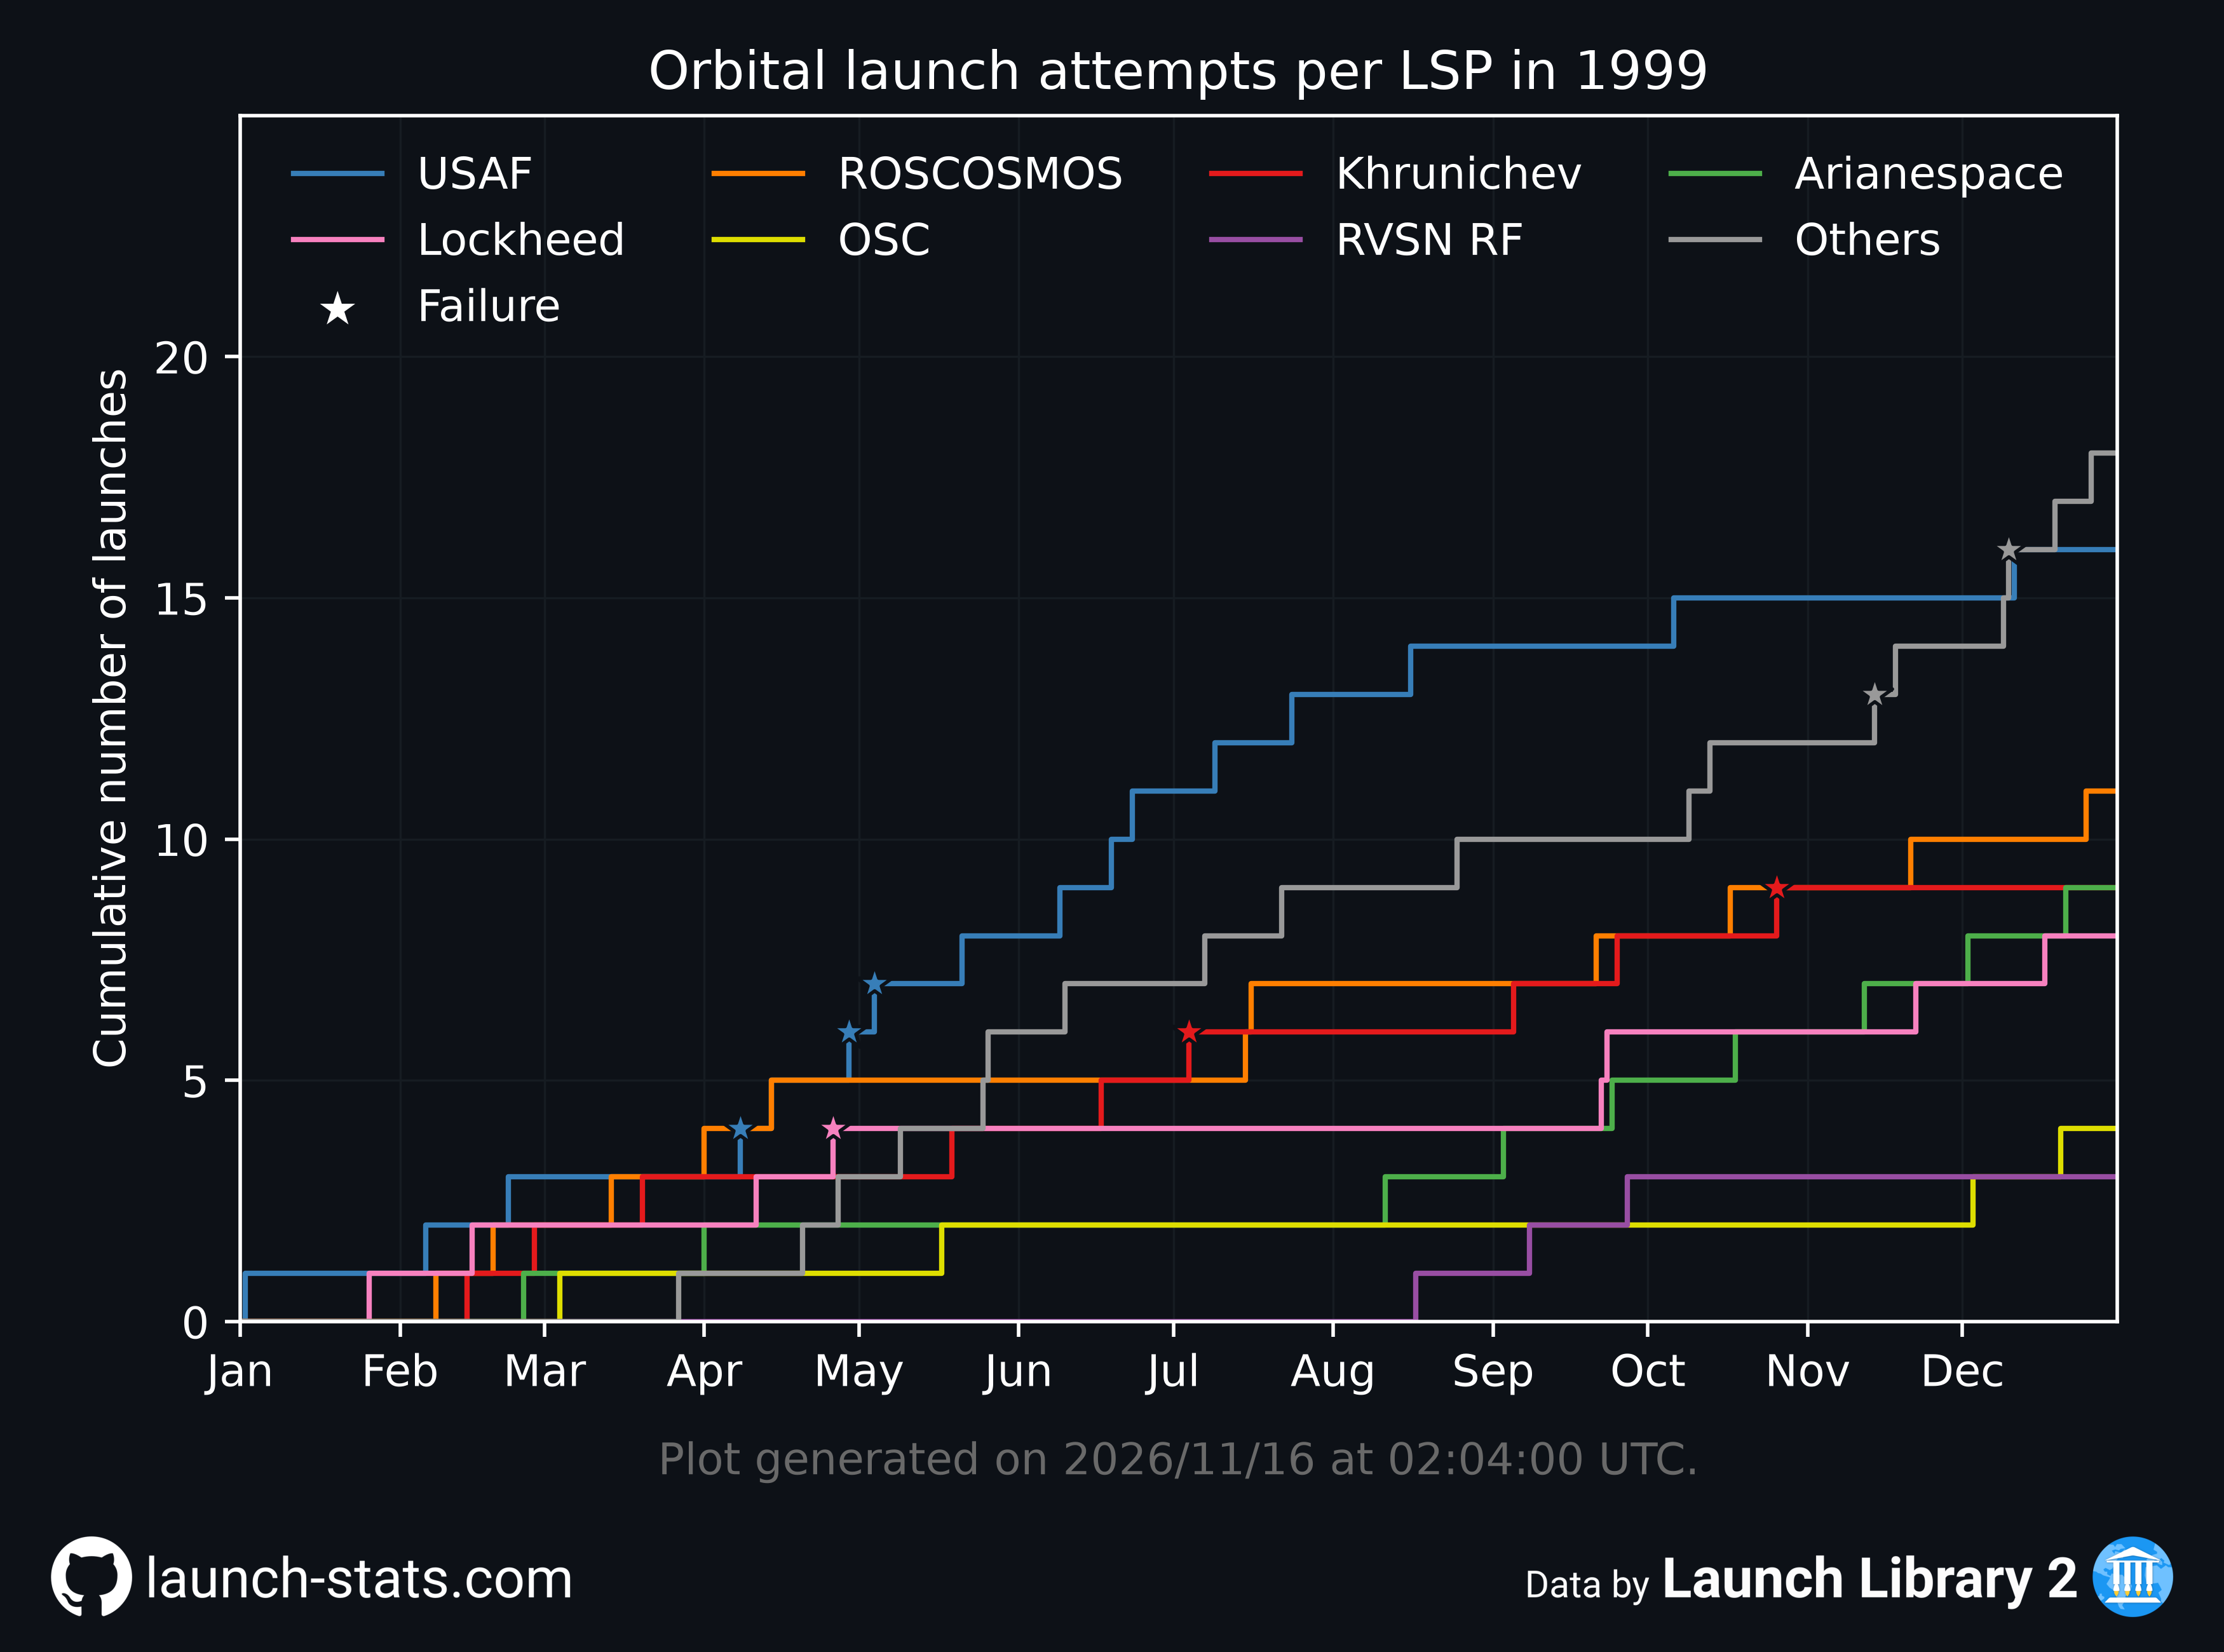 Orbital launch attempts per LSP in 1999
USAF ROSCOSMOS Khrunichev Arianespace
Lockheed OSC RVSN RF Others
Failure
Cumulative number of launches
20
15
10
5
0
Jan Feb Mar Apr May Jun Jul Aug Sep Oct Nov Dec
Plot generated on 2026/11/16 at 02:04:00 UTC.
launch-stats.com
Data by Launch Library 2